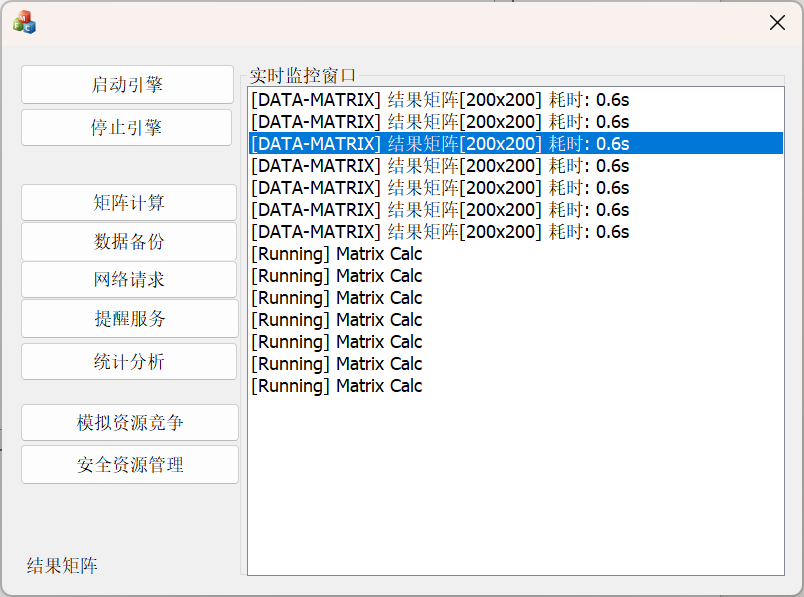 启动引擎
停止引擎
矩阵计算
数据备份
网络请求
提醒服务
统计分析
模拟资源竞争
安全资源管理
结果矩阵
实时监控窗口
[DATA-MATRIX] 结果矩阵[200x200] 耗时: 0.6s
[DATA-MATRIX] 结果矩阵[200x200] 耗时: 0.6s
[DATA-MATRIX] 结果矩阵[200x200] 耗时: 0.6s
[DATA-MATRIX] 结果矩阵[200x200] 耗时: 0.6s
[DATA-MATRIX] 结果矩阵[200x200] 耗时: 0.6s
[DATA-MATRIX] 结果矩阵[200x200] 耗时: 0.6s
[DATA-MATRIX] 结果矩阵[200x200] 耗时: 0.6s
[Running] Matrix Calc
[Running] Matrix Calc
[Running] Matrix Calc
[Running] Matrix Calc
[Running] Matrix Calc
[Running] Matrix Calc
[Running] Matrix Calc